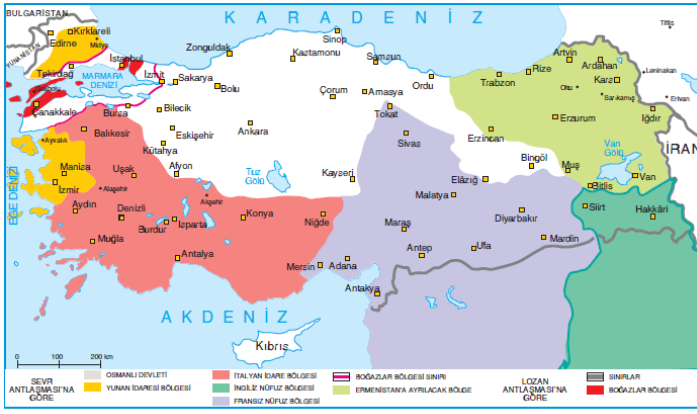 BULGARİSTAN
KARADENİZ
Tiflis
Kırklareli
Edirne
Midiye
YUNANİSTAN
Sinop
Zonguldak
Kaztamonu
Samsun
Artvin
Ardahan
Rize
Trabzon
Kars
Leninakan
Tekirdağ
İstanbul
MARMARA
DENİZİ
İzmit
Sakarya
Bolu
Çorum
Amasya
Ordu
Tokat
Oltu
Sarıkamış
Erivan
Çanakkale
Bursa
Bilecik
Erzurum
Iğdır
Balıkesir
Eskişehir
Ankara
Sivas
Erzincan
İRAN
Ayvalık
Kütahya
Van
Gölü
Manisa
Uşak
Afyon
Tuz
Gölü
Kayseri
Elâzığ
Bingöl
Muş
Van
Bitlis
EGE DENİZİ
İzmir
Alaşehir
Akşehir
Malatya
Siirt
Hakkâri
Aydın
Denizli
Burdur
Izparta
Konya
Niğde
Diyarbakır
Maraş
Muğla
Antalya
Mersin
Adana
Antep
Ufa
Mardin
Antakya
AKDENİZ
Kıbrıs
0 100 200 km
SEVR
ANTLAŞMASI'NA
GÖRE
OSMANLI DEVLETİ
YUNAN İDARESİ BÖLGESİ
İTALYAN İDARE BÖLGESİ
İNGİLİZ NÜFUZ BÖLGESİ
FRANSIZ NÜFUZ BÖLGESİ
BOĞAZLAR BÖLGESİ SINIRI
ERMENİSTAN'A AYRILACAK BÖLGE
LOZAN
ANTLAŞMASI'NA
GÖRE
SINIRLAR
BOĞAZLAR BÖLGESİ